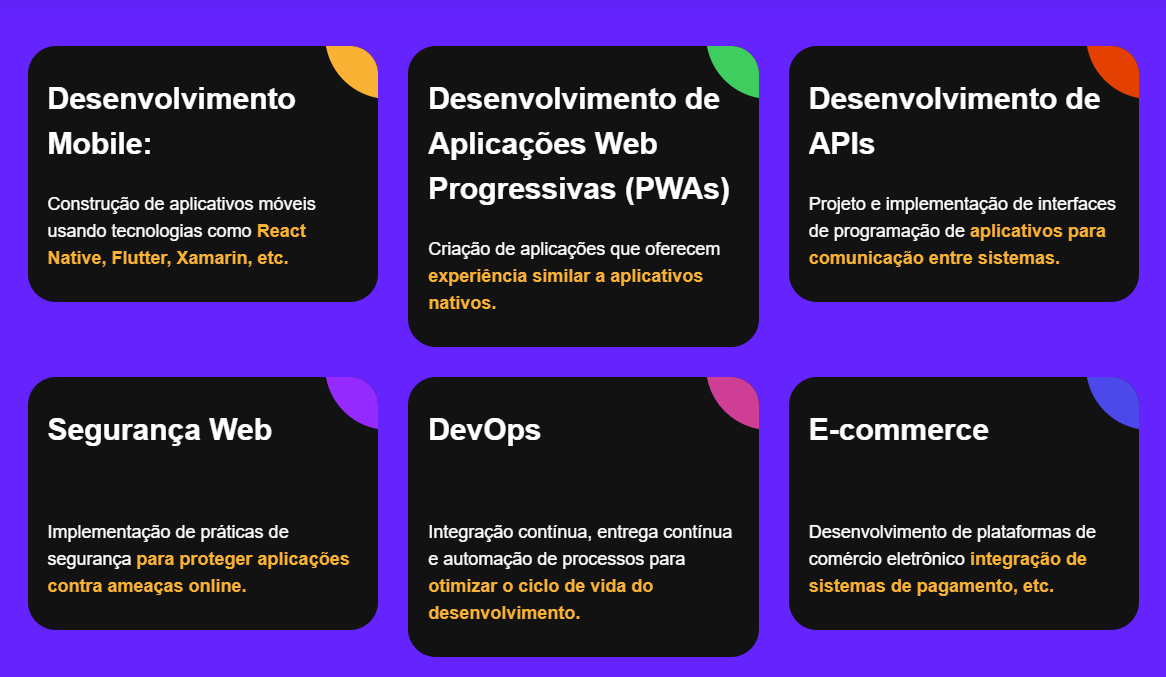 Desenvolvimento
Mobile:
Construção de aplicativos móveis
usando tecnologias como React
Native, Flutter, Xamarin, etc.
Desenvolvimento de
Aplicações Web
Progressivas (PWAs)
Criação de aplicações que oferecem
experiência similar a aplicativos
nativos.
Desenvolvimento de
APIs
Projeto e implementação de interfaces
de programação de aplicativos para
comunicação entre sistemas.
Segurança Web
Implementação de práticas de
segurança para proteger aplicações
contra ameaças online.
DevOps
Integração contínua, entrega contínua
e automação de processos para
otimizar o ciclo de vida do
desenvolvimento.
E-commerce
Desenvolvimento de plataformas de
comércio eletrônico integração de
sistemas de pagamento, etc.